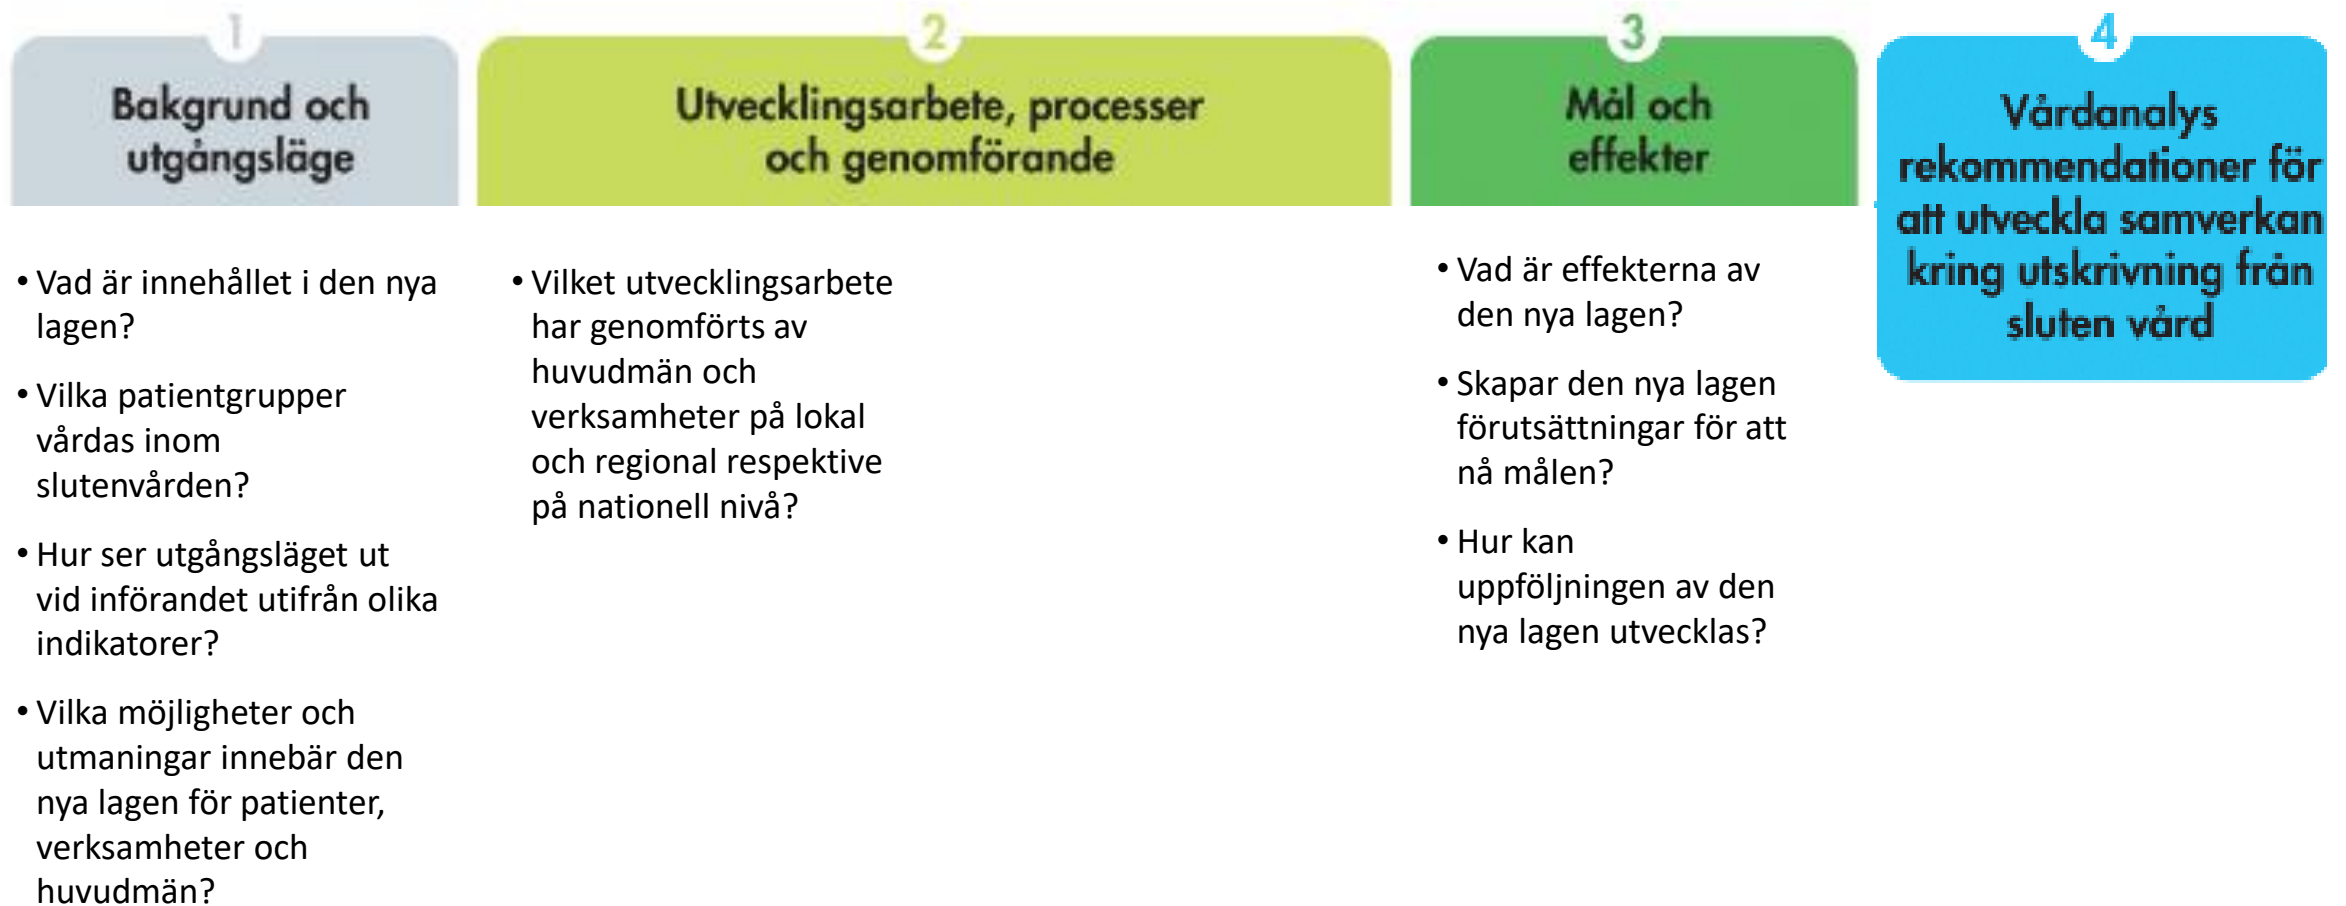 1
Bakgrund och
utgångsläge
• Vad är innehållet i den nya
lagen?
• Vilka patientgrupper
vårdas inom
slutenvården?
• Hur ser utgångsläget ut
vid införandet utifrån olika
indikatorer?
• Vilka möjligheter och
utmaningar innebär den
nya lagen för patienter,
verksamheter och
huvudmän?
2
Utvecklingsarbete, processer
och genomförande
• Vilket utvecklingsarbete
har genomförts av
huvudmän och
verksamheter på lokal
och regional respektive
på nationell nivå?
3
Mål och
effekter
• Vad är effekterna av
den nya lagen?
• Skapar den nya lagen
förutsättningar för att
nå målen?
• Hur kan
uppföljningen av den
nya lagen utvecklas?
4
Vårdanalys
rekommendationer för
att utveckla samverkan
kring utskrivning från
sluten vård